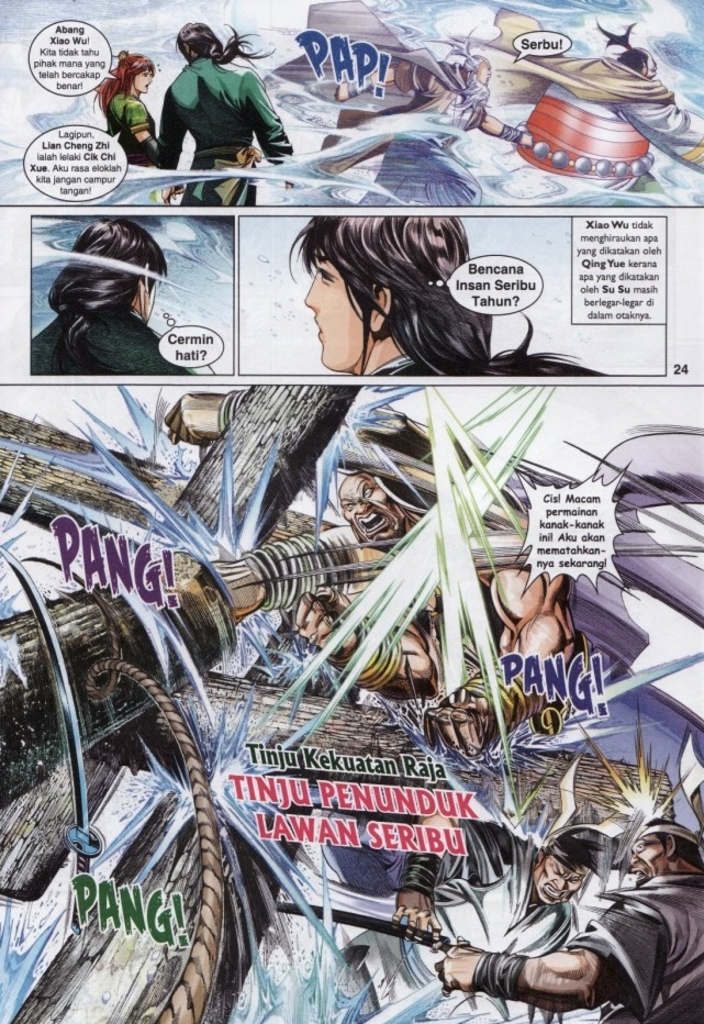 Abang
Xiao Wu!
Kita tidak tahu
pihak mana yang
telah bercakap
benar!
Lagipun,
Lian Cheng Zhi
ialah lelaki Cik Chi
Xue. Aku rasa eloklah
kita jangan campur
tangan!
PAP!
Serbu!
Cermin
hati?
Bencana
Insan Seribu
Tahun?
Xiao Wu tidak
menghiraukan apa
yang dikatakan oleh
Qing Yue kerana
apa yang dikatakan
oleh Su Su masih
berlegar-legar di
dalam otaknya.
24
PANG!
Cis! Macam
permainan
kanak-kanak
ini! Aku akan
mematahkan-
nya sekarang!
PANG!
Tinju Kekuatan Raja
TINJU PENUNDUK
LAWAN SERIBU
PANG!